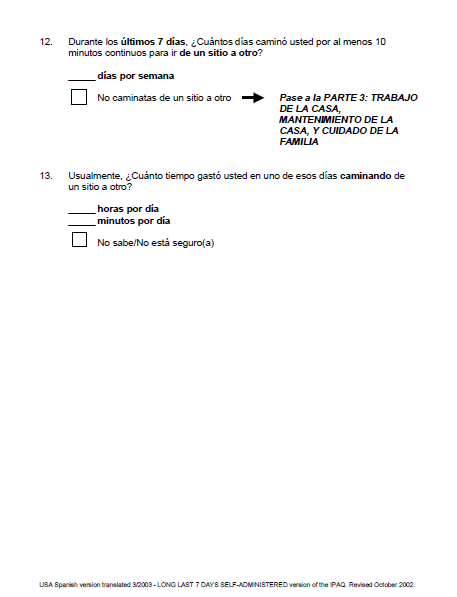 12. Durante los últimos 7 días, ¿Cuántos días caminó usted por al menos 10
minutos continuos para ir de un sitio a otro?
_____ días por semana
No caminatas de un sitio a otro
Pase a la PARTE 3: TRABAJO
DE LA CASA,
MANTENIMIENTO DE LA
CASA, Y CUIDADO DE LA
FAMILIA
13. Usualmente, ¿Cuánto tiempo gastó usted en uno de esos días caminando de
un sitio a otro?
_____ horas por día
_____ minutos por día
No sabe/No está seguro(a)
USA Spanish version translated 3/2003 - LONG LAST 7 DAYS SELF-ADMINISTERED version of the IPAQ. Revised October 2002.